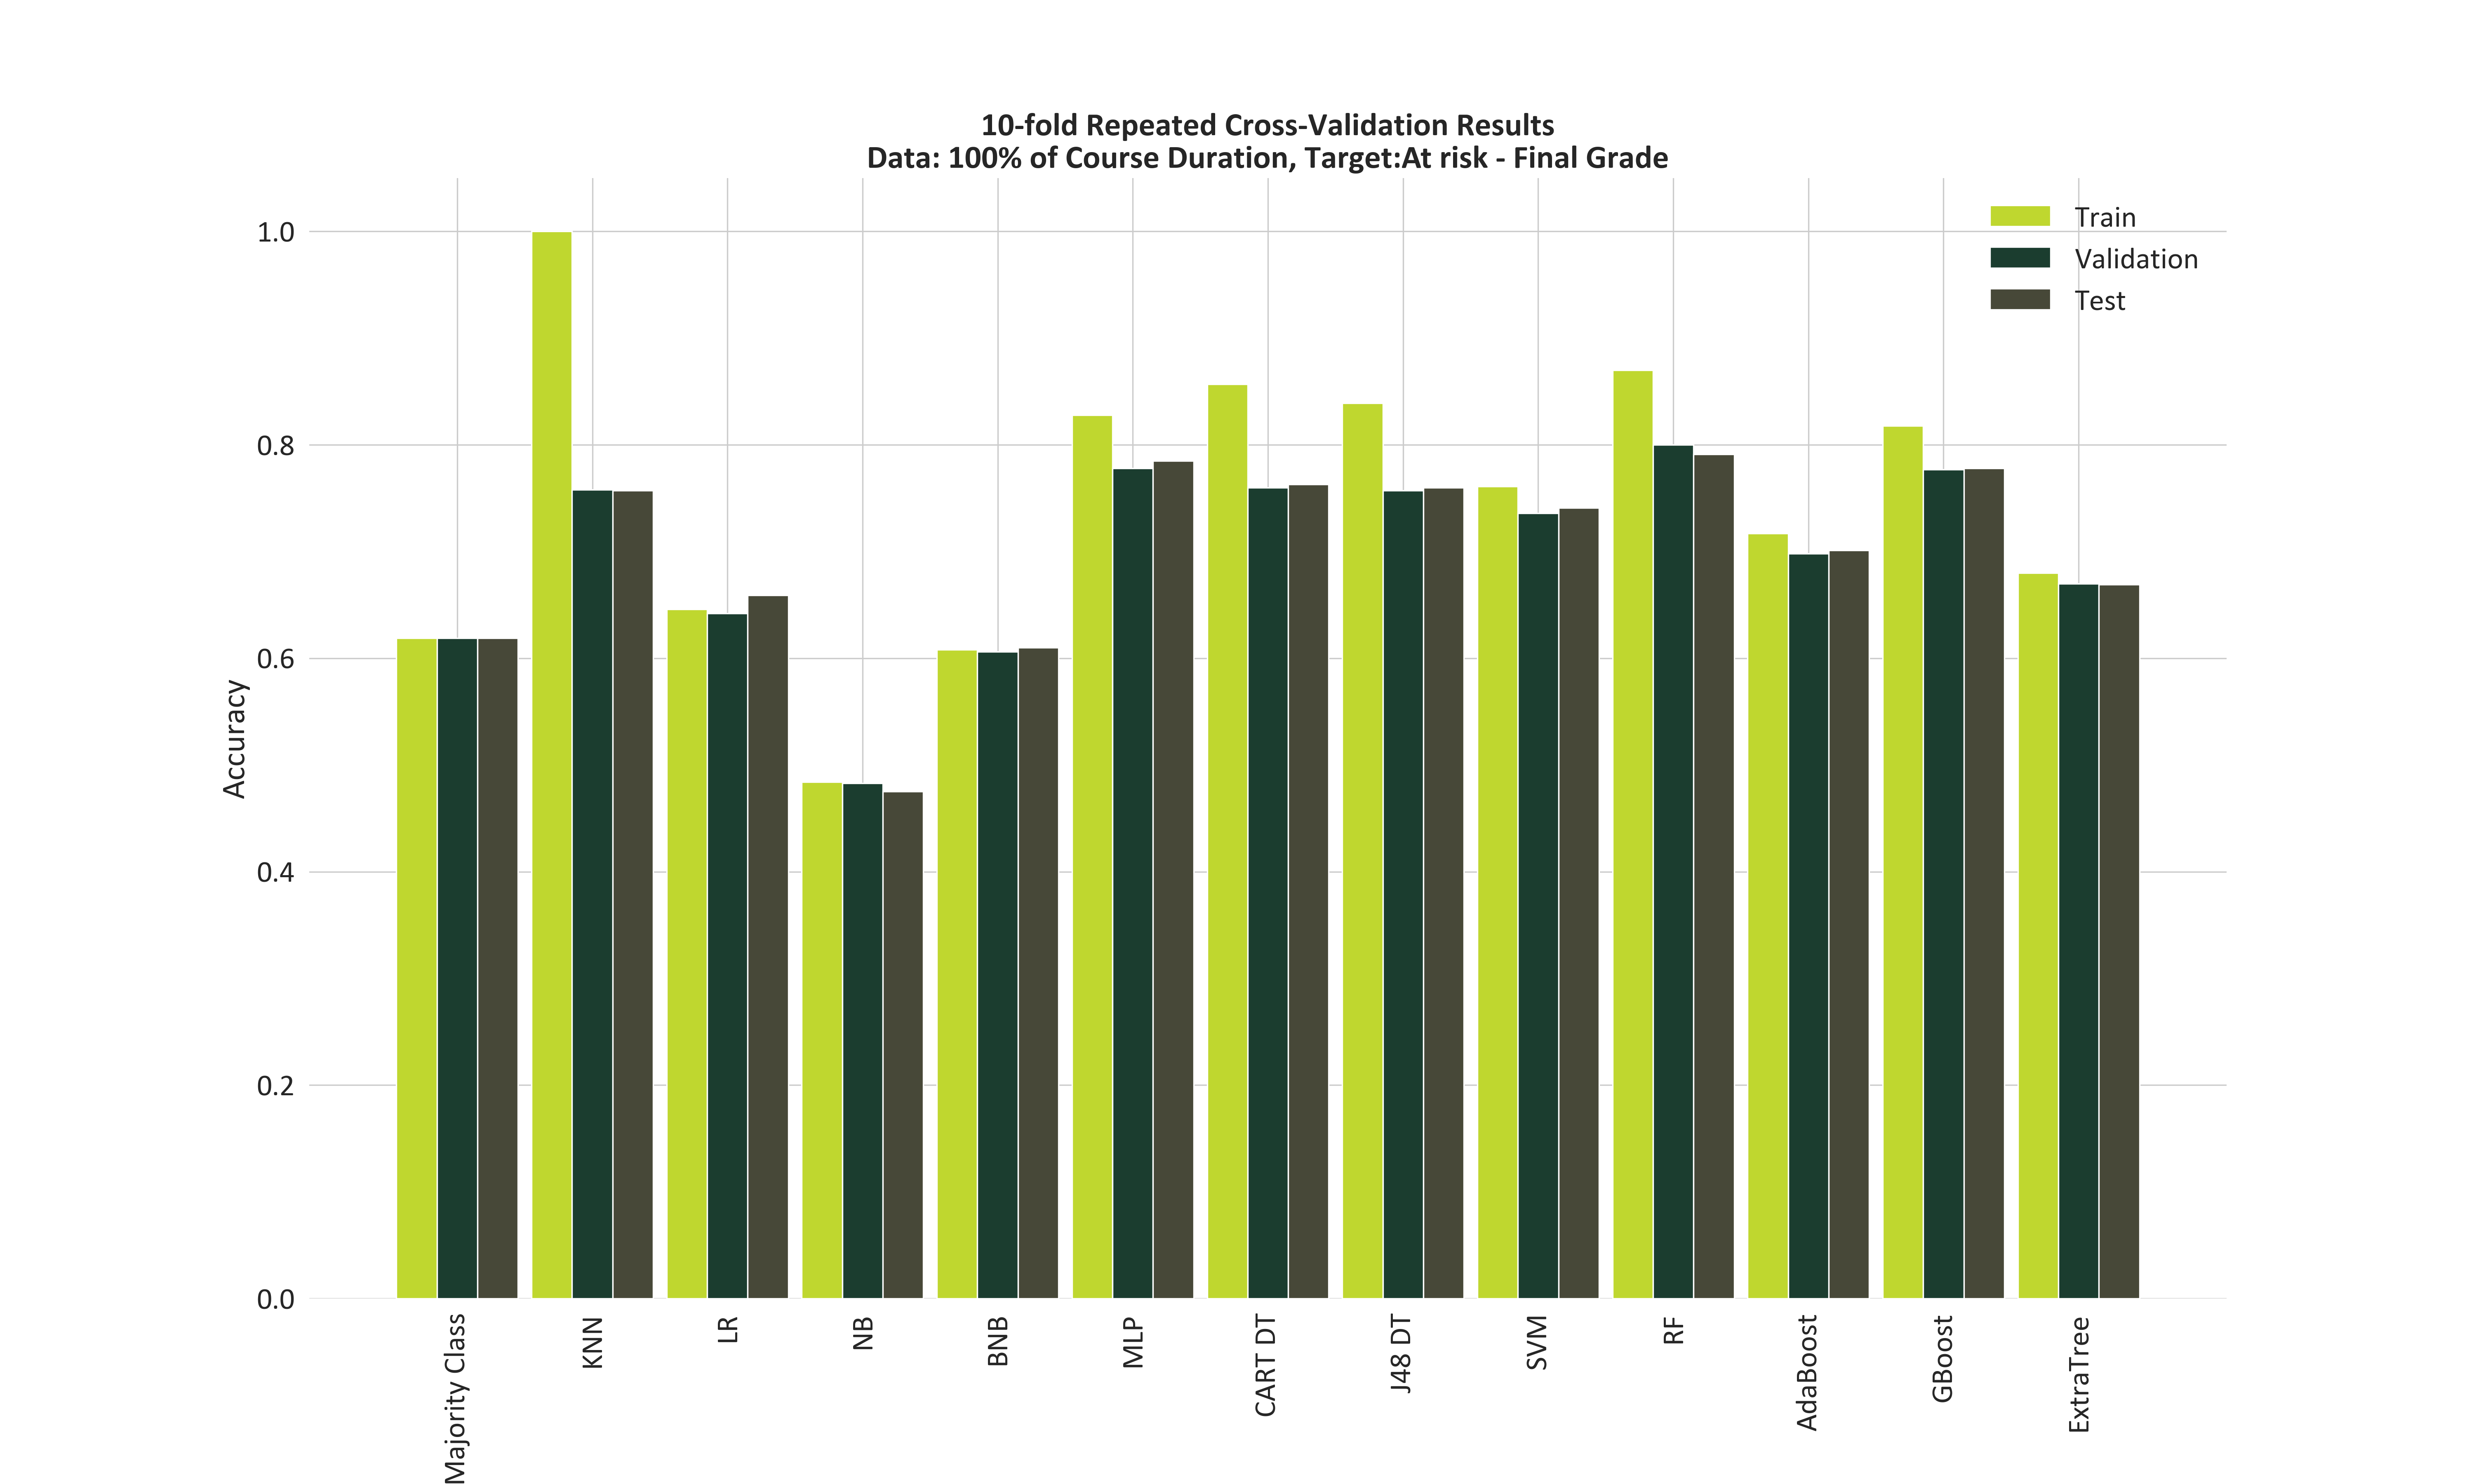 10-fold Repeated Cross-Validation Results
Data: 100% of Course Duration, Target:At risk - Final Grade
Train
Validation
Test
1.0
0.8
0.6
0.4
0.2
0.0
Accuracy
Majority Class
KNN
LR
NB
BNB
MLP
CART DT
J48 DT
SVM
RF
AdaBoost
GBoost
ExtraTree